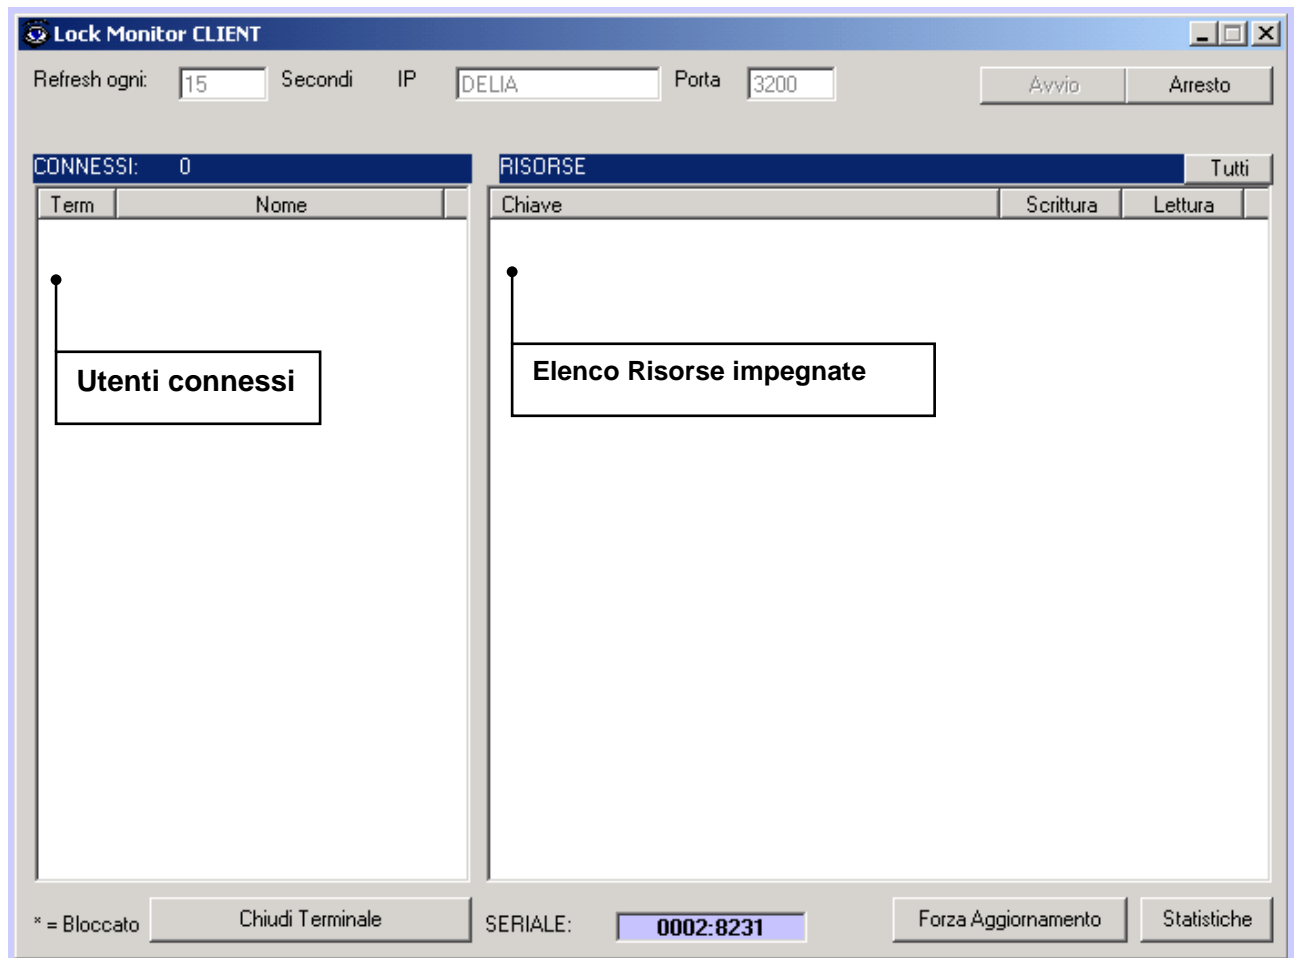 Lock Monitor CLIENT
Refresh ogni: 15 Secondi IP DELIA Porta 3200 Avvio Arresto
CONNESSI: 0 RISORSE Tutti
Term Nome Chiave Scrittura Lettura
Utenti connessi
Elenco Risorse impegnate
* = Bloccato Chiudi Terminale SERIALE: 0002:8231 Forza Aggiornamento Statistiche